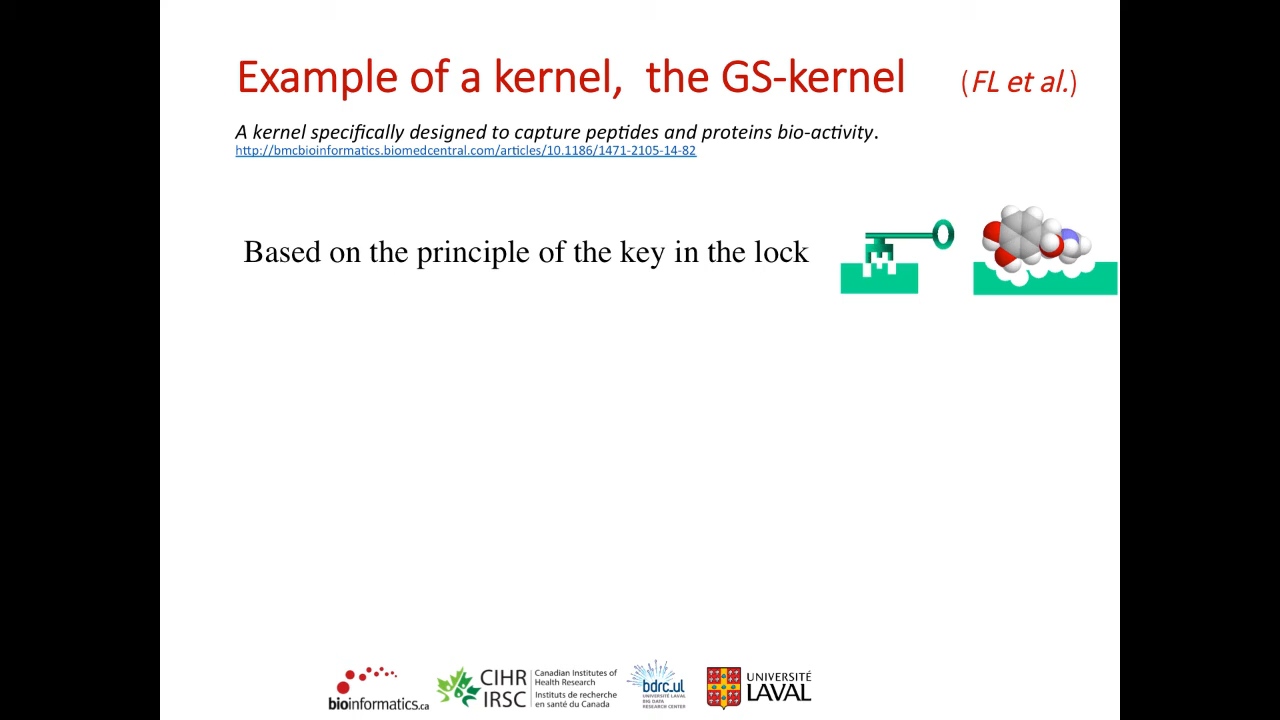 Example of a kernel, the GS-kernel (FL et al.)
A kernel specifically designed to capture peptides and proteins bio-activity.
http://bmcbioinformatics.biomedcentral.com/articles/10.1186/1471-2105-14-82
Based on the principle of the key in the lock
bioinformatics.ca
CIHR
IRSC
Canadian Institutes of
Health Research
Instituts de recherche
en santé du Canada
bdrc_ul
UNIVERSITÉ LAVAL
BIG DATA
RESEARCH CENTER
UNIVERSITÉ
LAVAL